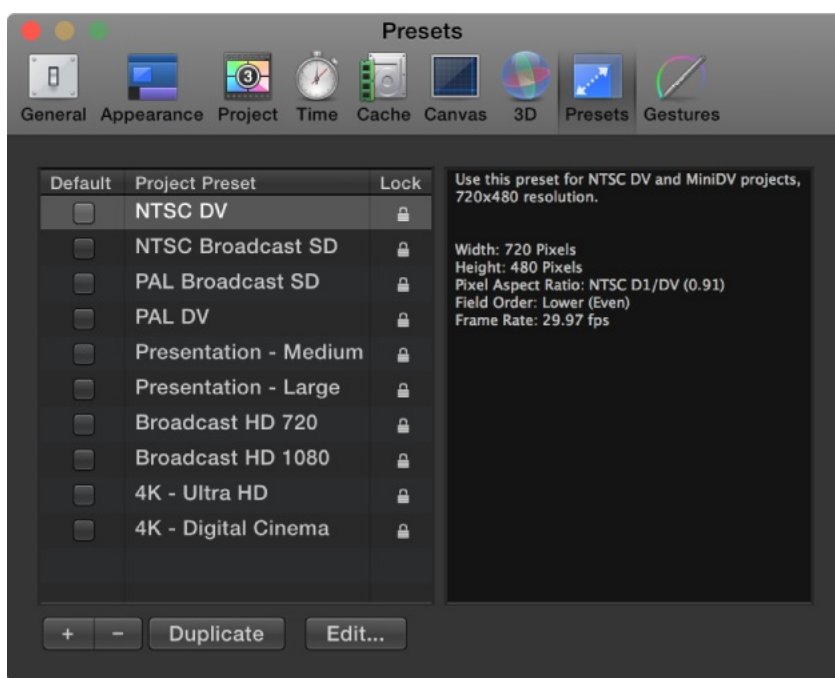 Presets
General Appearance Project Time Cache Canvas 3D Presets Gestures
3
Default Project Preset Lock
NTSC DV
NTSC Broadcast SD
PAL Broadcast SD
PAL DV
Presentation - Medium
Presentation - Large
Broadcast HD 720
Broadcast HD 1080
4K - Ultra HD
4K - Digital Cinema
Use this preset for NTSC DV and MiniDV projects,
720x480 resolution.
Width: 720 Pixels
Height: 480 Pixels
Pixel Aspect Ratio: NTSC D1/DV (0.91)
Field Order: Lower (Even)
Frame Rate: 29.97 fps
+ − Duplicate Edit...